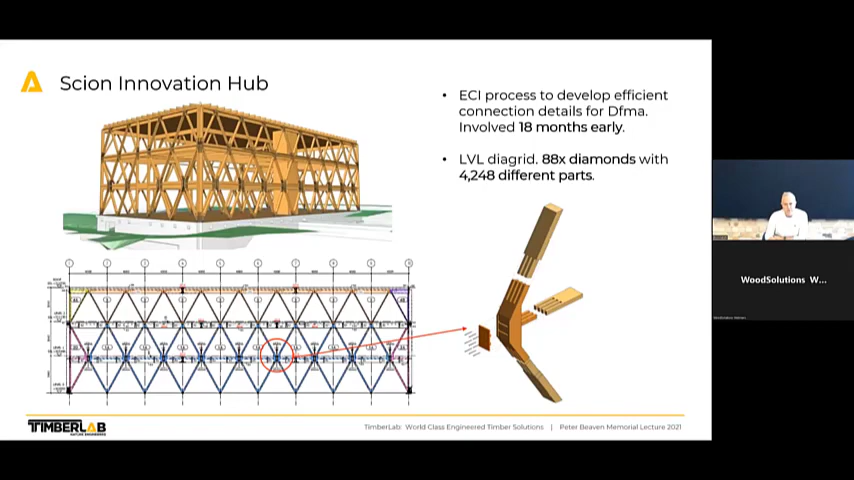 Scion Innovation Hub
• ECI process to develop efficient
connection details for Dfma.
Involved 18 months early.
• LVL diagrid. 88x diamonds with
4,248 different parts.
WoodSolutions W...
TIMBERLAB
TimberLab: World Class Engineered Timber Solutions | Peter Beaven Memorial Lecture 2021